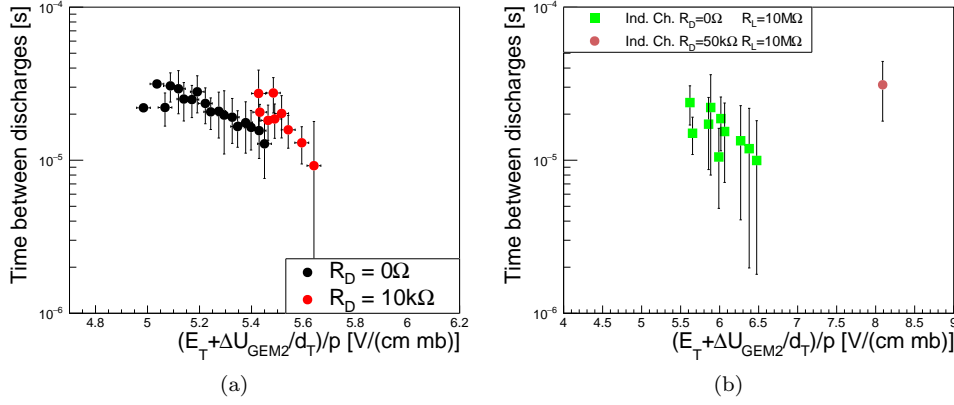 10⁻⁴
10⁻⁵
10⁻⁶
Time between discharges [s]
R_D = 0Ω
R_D = 10kΩ
4.8 5 5.2 5.4 5.6 5.8 6 6.2
(E_T+ΔU_GEM2/d_T)/p [V/(cm mb)]
(a)
10⁻⁴
10⁻⁵
10⁻⁶
Time between discharges [s]
Ind. Ch. R_D=0Ω R_L=10MΩ
Ind. Ch. R_D=50kΩ R_L=10MΩ
4 4.5 5 5.5 6 6.5 7 7.5 8 8.5 9
(E_T+ΔU_GEM2/d_T)/p [V/(cm mb)]
(b)